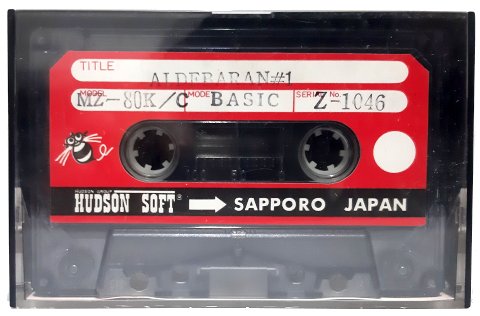 TITLE
ALDEBARAN#1
MODEL MZ-80K/C MODE BASIC SERIAL No. Z-1046
HUDSON GROUP
HUDSON SOFT® SAPPORO JAPAN